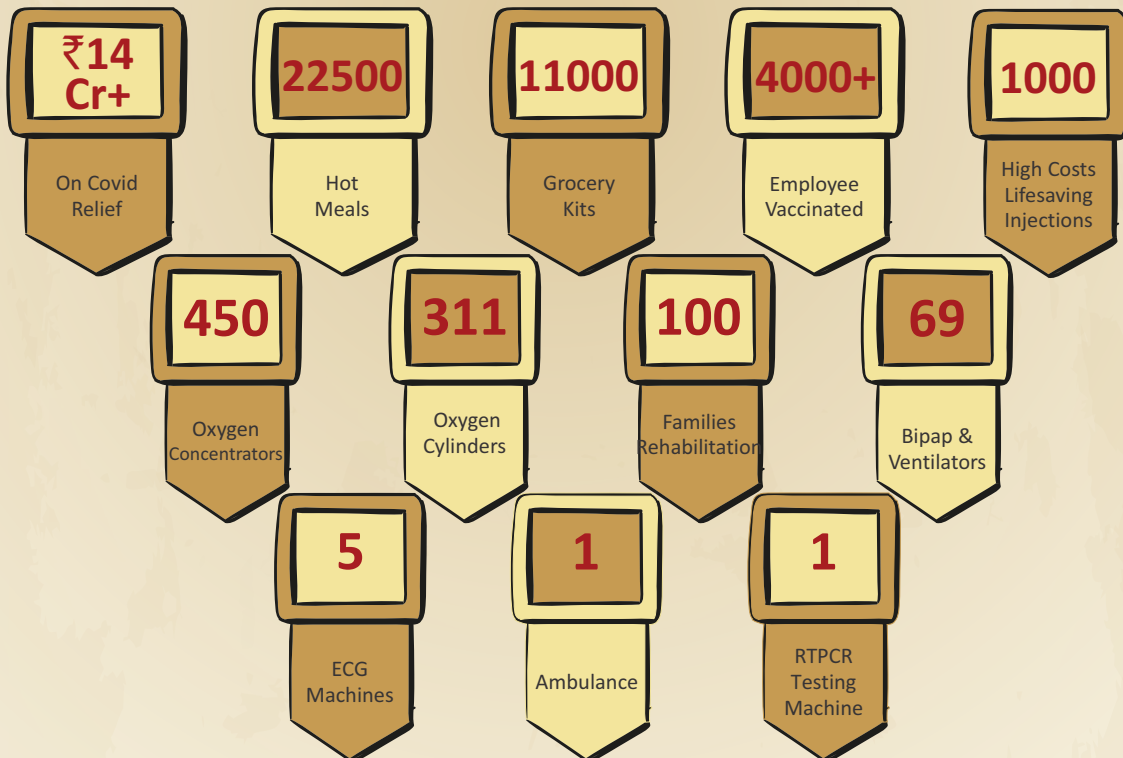 ₹14
Cr+
On Covid
Relief
22500
Hot
Meals
11000
Grocery
Kits
4000+
Employee
Vaccinated
1000
High Costs
Lifesaving
Injections
450
Oxygen
Concentrators
311
Oxygen
Cylinders
100
Families
Rehabilitation
69
Bipap &
Ventilators
5
ECG
Machines
1
Ambulance
1
RTPCR
Testing
Machine